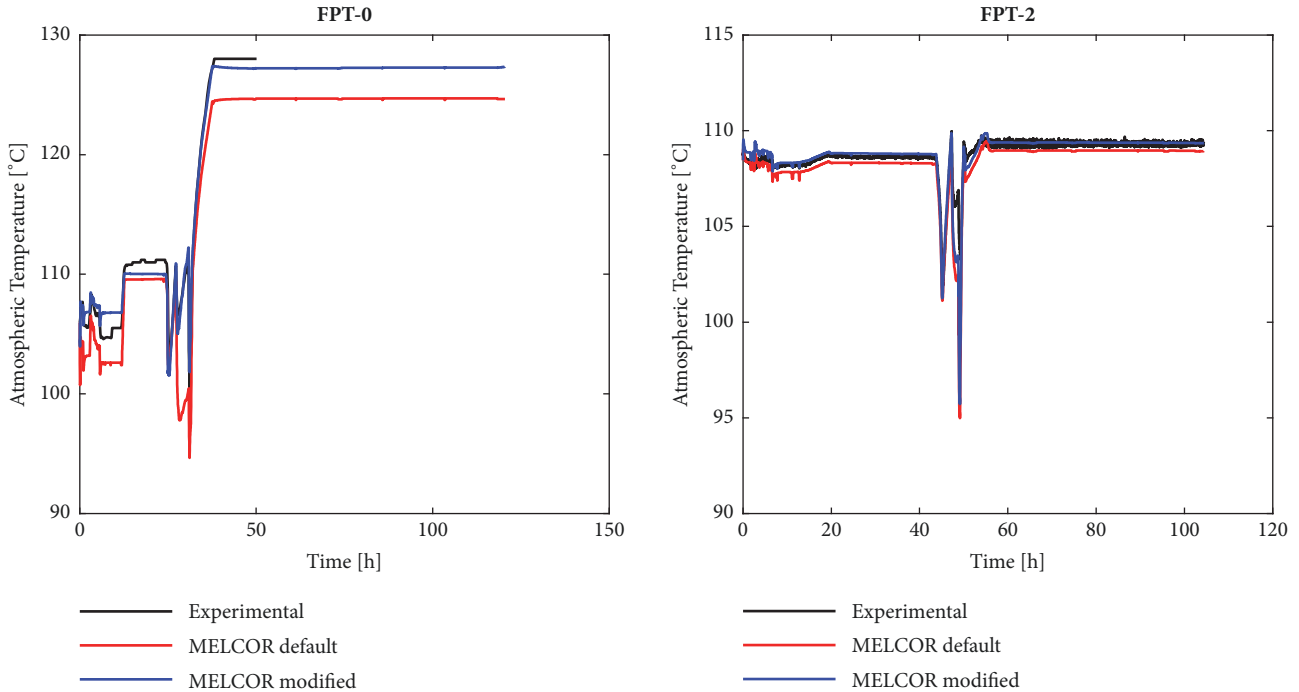 FPT-0
130
120
110
100
90
Atmospheric Temperature [°C]
0
50
100
150
Time [h]
Experimental
MELCOR default
MELCOR modified
FPT-2
115
110
105
100
95
90
Atmospheric Temperature [°C]
0
20
40
60
80
100
120
Time [h]
Experimental
MELCOR default
MELCOR modified